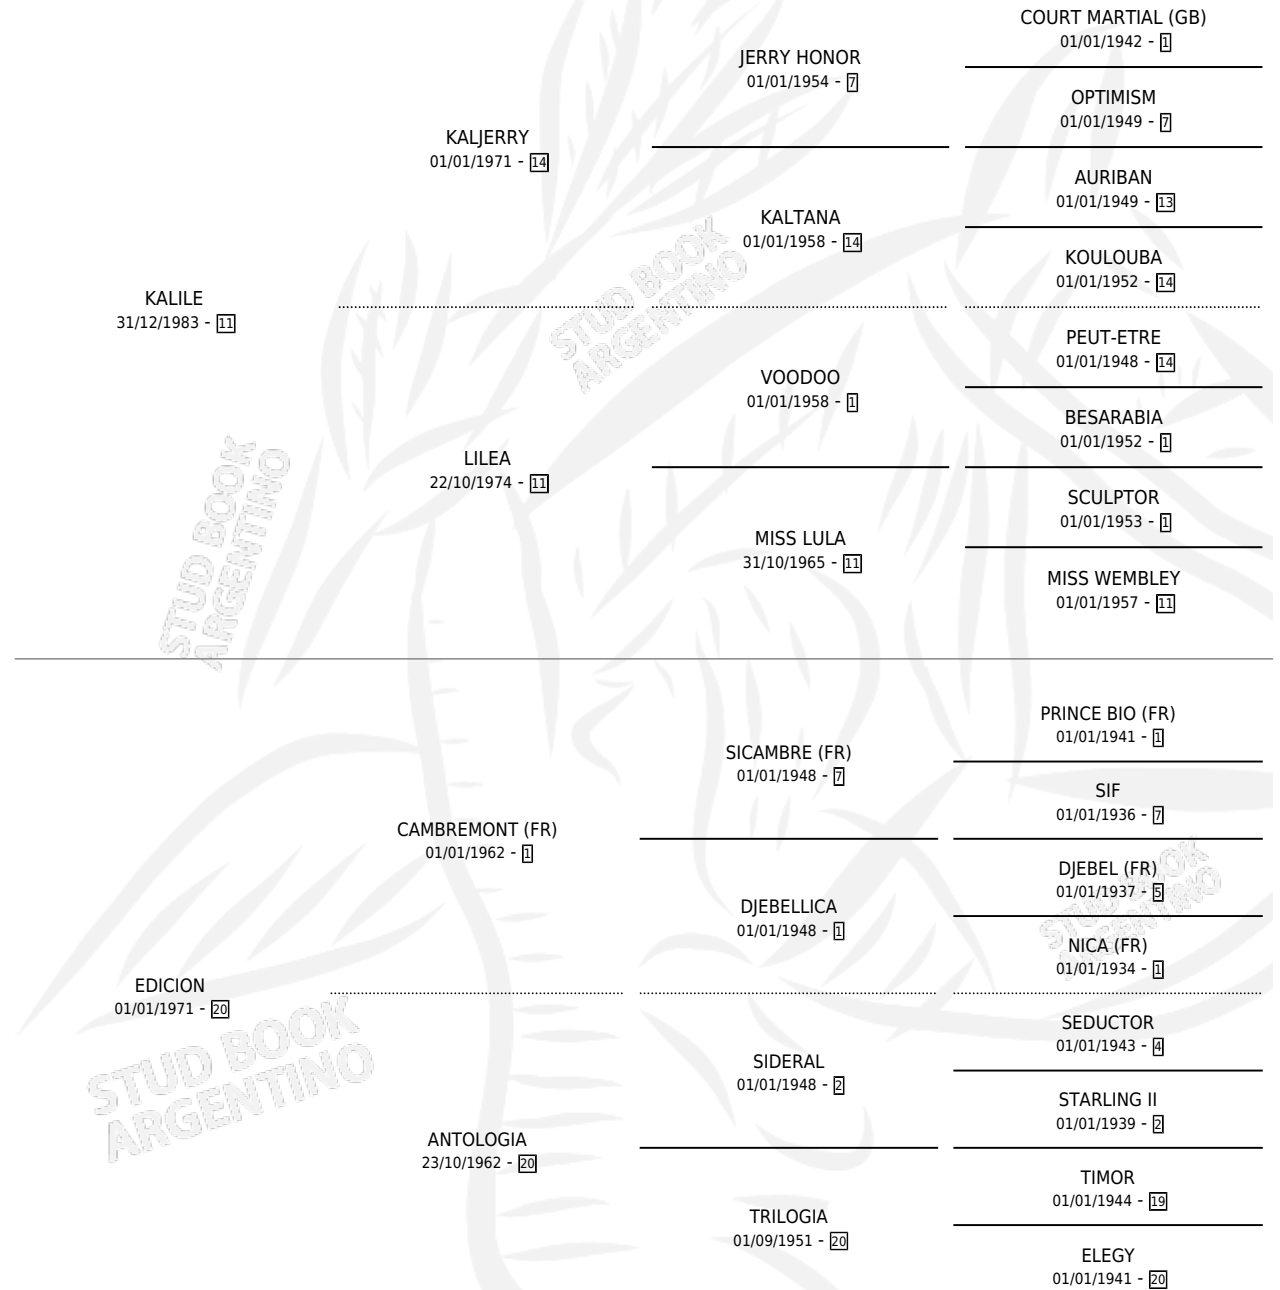 COURT MARTIAL (GB)
01/01/1942 - 1
JERRY HONOR
01/01/1954 - 7
OPTIMISM
01/01/1949 - 7
KALJERRY
01/01/1971 - 14
AURIBAN
01/01/1949 - 13
KALTANA
01/01/1958 - 14
KOULOUBA
01/01/1952 - 14
KALILE
31/12/1983 - 11
PEUT-ETRE
01/01/1948 - 14
VOODOO
01/01/1958 - 1
BESARABIA
01/01/1952 - 1
LILEA
22/10/1974 - 11
SCULPTOR
01/01/1953 - 1
MISS LULA
31/10/1965 - 11
MISS WEMBLEY
01/01/1957 - 11
STUD BOOK
ARGENTINO
STUD BOOK
ARGENTINO
PRINCE BIO (FR)
01/01/1941 - 1
SICAMBRE (FR)
01/01/1948 - 7
SIF
01/01/1936 - 7
CAMBREMONT (FR)
01/01/1962 - 1
DJEBEL (FR)
01/01/1937 - 5
DJEBELLICA
01/01/1948 - 1
NICA (FR)
01/01/1934 - 1
EDICION
01/01/1971 - 20
SEDUCTOR
01/01/1943 - 4
SIDERAL
01/01/1948 - 2
STARLING II
01/01/1939 - 2
ANTOLOGIA
23/10/1962 - 20
TIMOR
01/01/1944 - 19
TRILOGIA
01/09/1951 - 20
ELEGY
01/01/1941 - 20
STUD BOOK
ARGENTINO
STUD BOOK
ARGENTINO